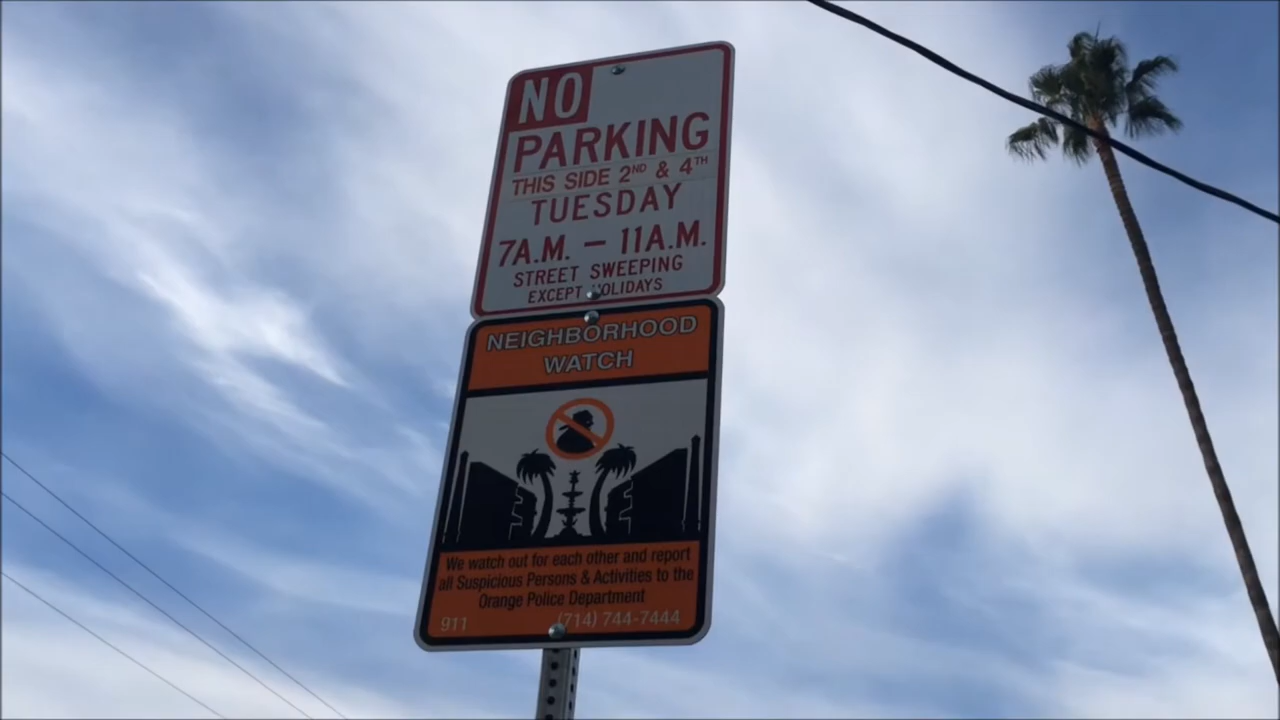 NO
PARKING
THIS SIDE 2ND & 4TH
TUESDAY
7A.M. – 11A.M.
STREET SWEEPING
EXCEPT HOLIDAYS
NEIGHBORHOOD
WATCH
We watch out for each other and report
all Suspicious Persons & Activities to the
Orange Police Department
911 (714) 744-7444